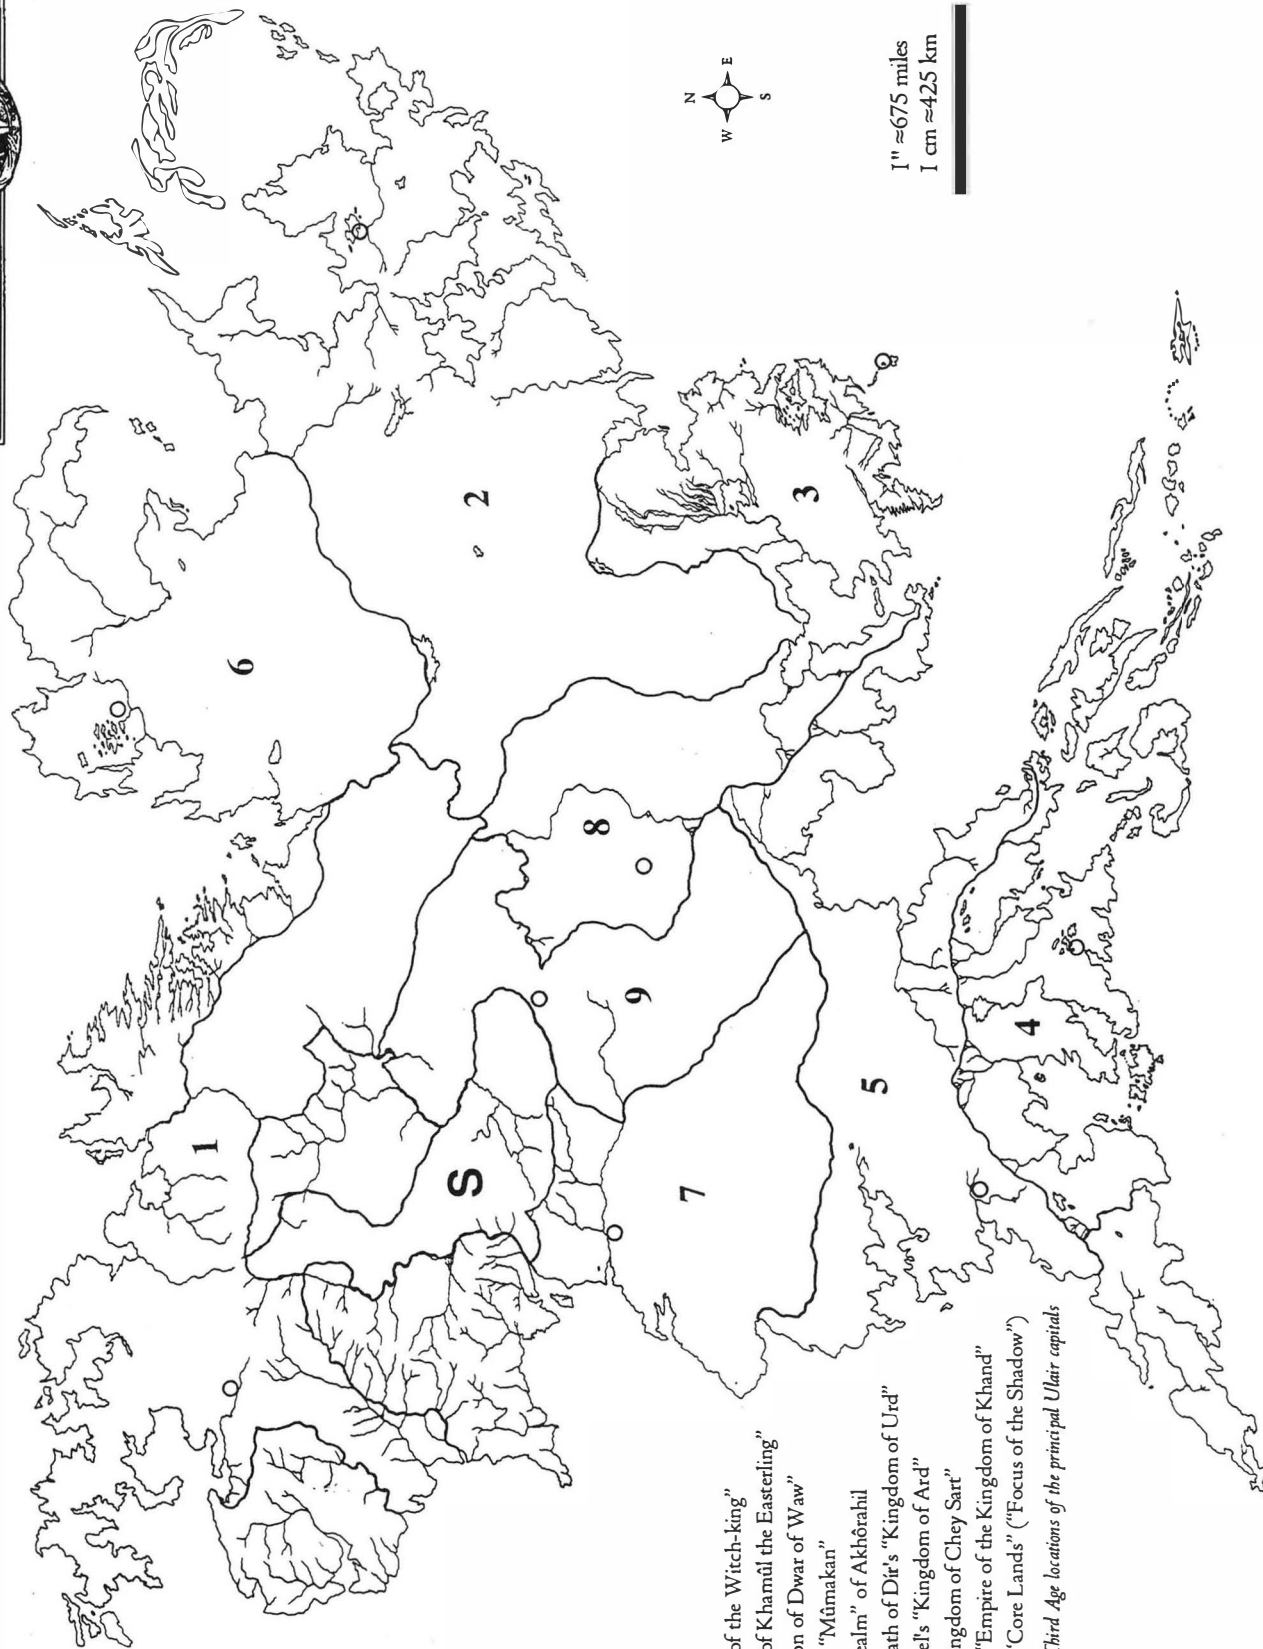 N
W E
S
I" ≈675 miles
I cm ≈425 km
6
2
3
1
8
9
S
7
5
4
of the Witch-king”
of Khamûl the Easterling”
on of Dwar of Waw”
“Mûmakan”
ealm” of Akhôrahil
ath of Dír's “Kingdom of Urd”
el's “Kingdom of Ard”
ngdom of Chey Sart”
“Empire of the Kingdom of Khand”
“Core Lands” (“Focus of the Shadow”)
Third Age locations of the principal Ulair capitals